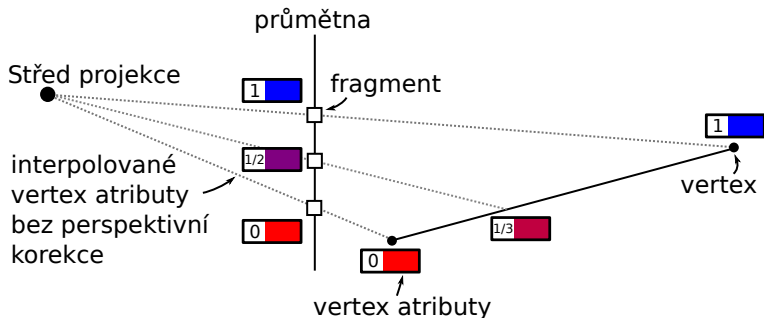 průmětna
Střed projekce
1
fragment
1
interpolované
vertex atributy
bez perspektivní
korekce
1/2
vertex
0
1/3
0
vertex atributy